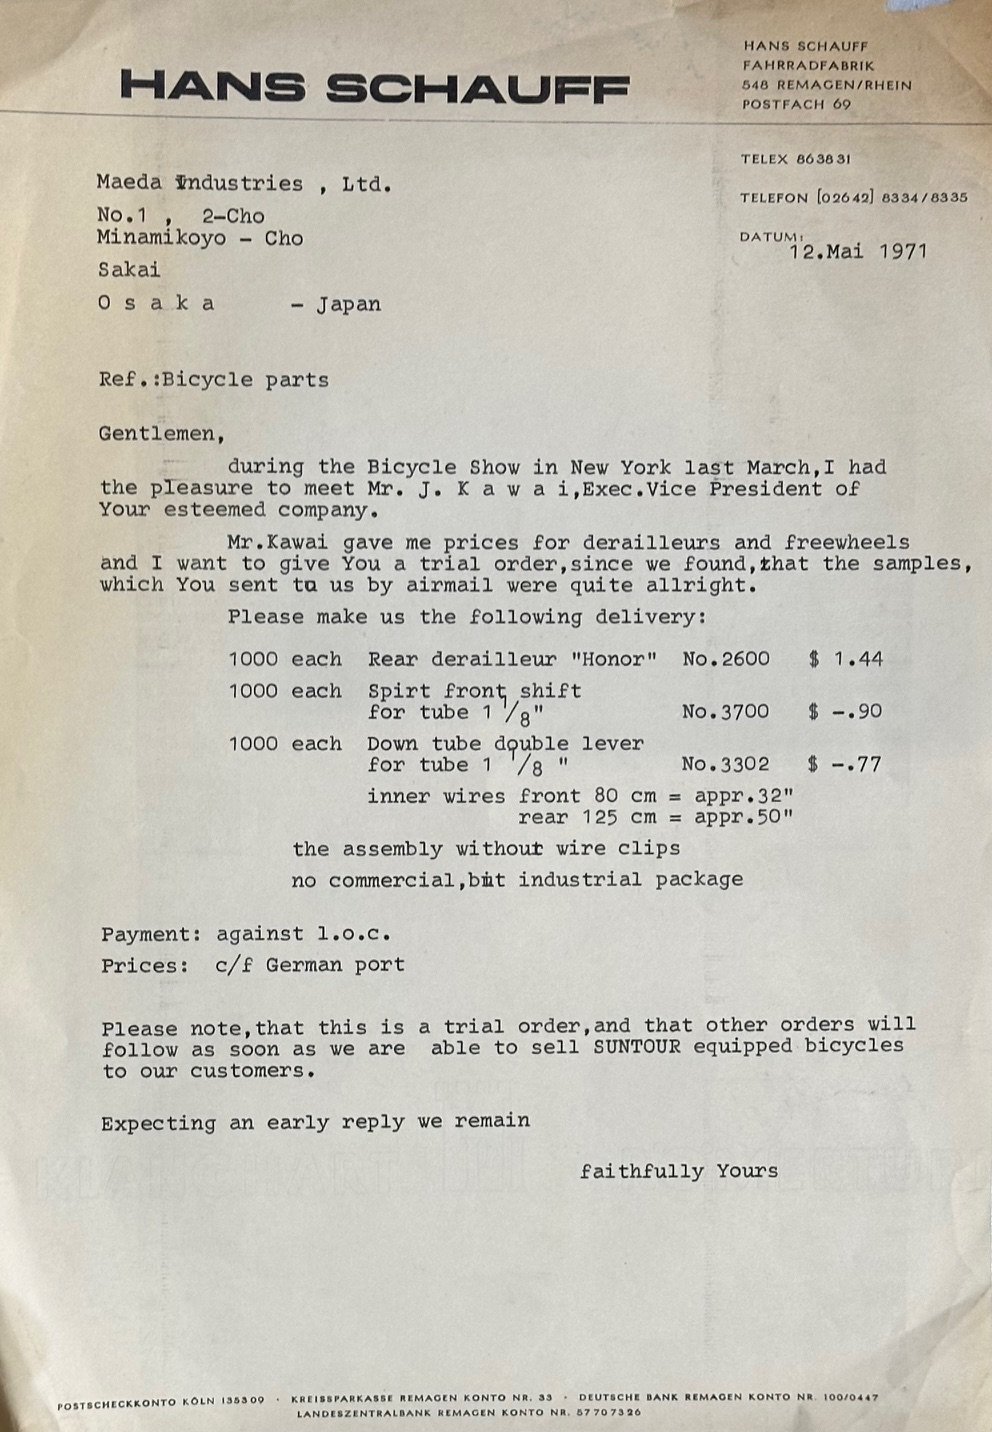 HANS SCHAUFF
HANS SCHAUFF
FAHRRADFABRIK
548 REMAGEN/RHEIN
POSTFACH 69
TELEX 863831
TELEFON [02642] 8334/8335
DATUM:
12.Mai 1971
Maeda Industries , Ltd.
No.1 , 2-Cho
Minamikoyo - Cho
Sakai
O s a k a - Japan
Ref.:Bicycle parts
Gentlemen,
during the Bicycle Show in New York last March,I had
the pleasure to meet Mr. J. K a w a i,Exec.Vice President of
Your esteemed company.
Mr.Kawai gave me prices for derailleurs and freewheels
and I want to give You a trial order,since we found,that the samples,
which You sent to us by airmail were quite allright.
Please make us the following delivery:
1000 each Rear derailleur "Honor" No.2600 $ 1.44
1000 each Spirt front shift
for tube 1 1/8" No.3700 $ -.90
1000 each Down tube double lever
for tube 1 1/8 " No.3302 $ -.77
inner wires front 80 cm = appr.32"
rear 125 cm = appr.50"
the assembly without wire clips
no commercial,but industrial package
Payment: against l.o.c.
Prices: c/f German port
Please note,that this is a trial order,and that other orders will
follow as soon as we are able to sell SUNTOUR equipped bicycles
to our customers.
Expecting an early reply we remain
faithfully Yours
POSTSCHECKKONTO KÖLN 135309 · KREISSPARKASSE REMAGEN KONTO NR. 33 · DEUTSCHE BANK REMAGEN KONTO NR. 100/0447
LANDESZENTRALBANK REMAGEN KONTO NR. 57707326